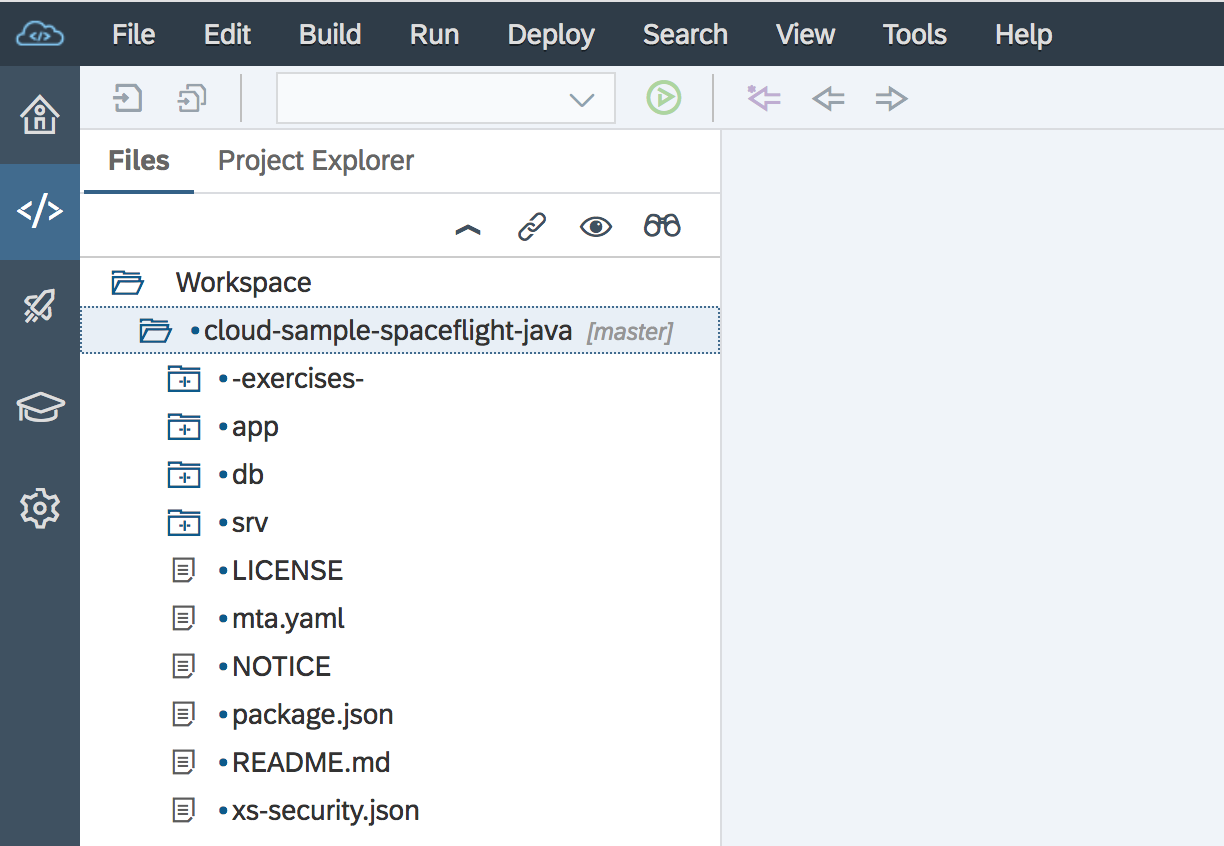 File Edit Build Run Deploy Search View Tools Help
Files Project Explorer
Workspace
cloud-sample-spaceflight-java [master]
-exercises-
app
db
srv
LICENSE
mta.yaml
NOTICE
package.json
README.md
xs-security.json